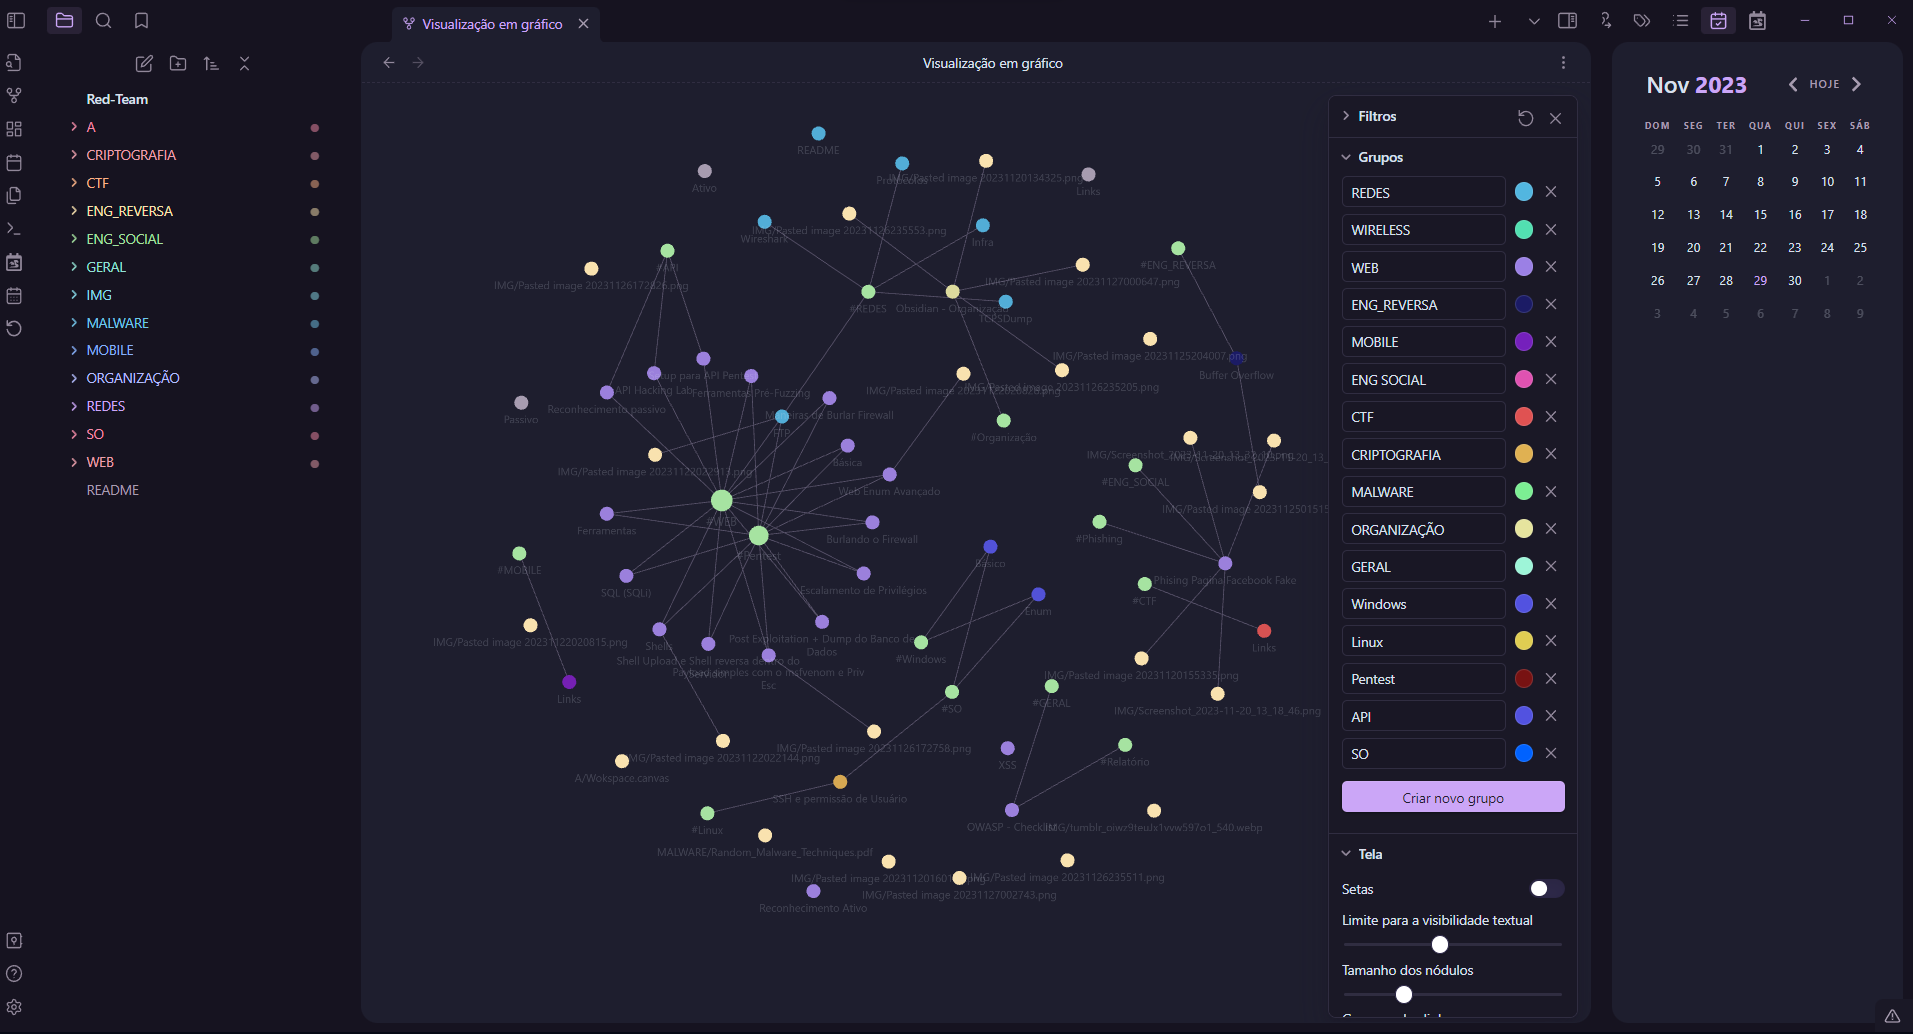 Visualização em gráfico
Visualização em gráfico
Red-Team
A
CRIPTOGRAFIA
CTF
ENG_REVERSA
ENG_SOCIAL
GERAL
IMG
MALWARE
MOBILE
ORGANIZAÇÃO
REDES
SO
WEB
README
README
Protocolos
IMG/Pasted image 20231120134325.png
Ativo
Links
IMG/Pasted image 20231126235553.png
Wireshark
Infra
#API
#ENG_REVERSA
IMG/Pasted image 20231126172826.png
IMG/Pasted image 20231127000647.png
#REDES
Obsidian - Organização
TCPSDump
IMG/Pasted image 20231125204007.png
Buffer Overflow
API Hacking Lab
Ferramentas Pré-Fuzzing
IMG/Pasted image 20231126235205.png
Reconhecimento passivo
Maneiras de Burlar Firewall
Passivo
FTP
#Organização
Básica
IMG/Pasted image 20231122022913.png
#ENG_SOCIAL
Web Enum Avançado
#WEB
Ferramentas
Burlando o Firewall
#Phishing
#Pentest
Básico
#MOBILE
SQL (SQLI)
Escalamento de Privilégios
Phising Pagina Facebook Fake
#CTF
Enum
IMG/Pasted image 20231122020815.png
Shells
Post Exploitation + Dump do Banco de
Dados
#Windows
Links
Shell Upload e Shell reversa dentro do
Esc
IMG/Pasted image 20231120155335.png
Links
#SO
#GERAL
IMG/Screenshot_2023-11-20_13_18_46.png
IMG/Pasted image 20231122022144.png
IMG/Pasted image 20231126172758.png
XSS
#Relatório
A/Wokspace.canvas
SSH e permissão de Usuário
#Linux
OWASP - Checklist
MALWARE/Random_Malware_Techniques.pdf
IMG/Pasted image 20231126235511.png
IMG/Pasted image 20231127002743.png
Reconhecimento Ativo
Filtros
Grupos
REDES
WIRELESS
WEB
ENG_REVERSA
MOBILE
ENG SOCIAL
CTF
CRIPTOGRAFIA
MALWARE
ORGANIZAÇÃO
GERAL
Windows
Linux
Pentest
API
SO
Criar novo grupo
Tela
Setas
Limite para a visibilidade textual
Tamanho dos nódulos
Nov 2023
HOJE
DOM SEG TER QUA QUI SEX SÁB
29 30 31 1 2 3 4
5 6 7 8 9 10 11
12 13 14 15 16 17 18
19 20 21 22 23 24 25
26 27 28 29 30 1 2
3 4 5 6 7 8 9